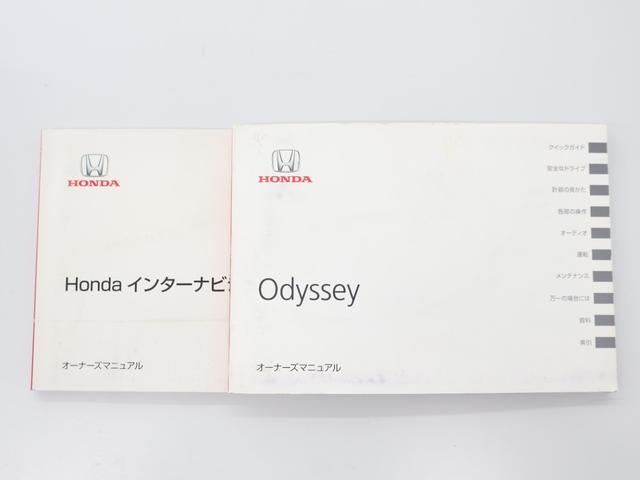 HONDA
Honda インターナビ
オーナーズマニュアル
HONDA
Odyssey
オーナーズマニュアル
クイックガイド
安全なドライブ
計器の見かた
各部の操作
オーディオ
運転
メンテナンス
万一の場合には
資料
索引